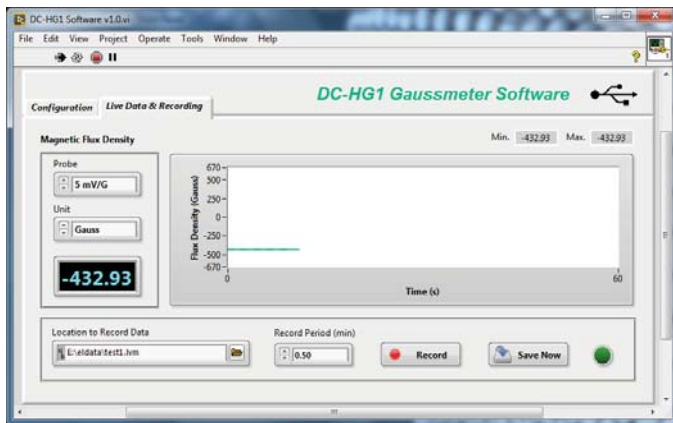 DC-HG1 Software v1.0.vi
File Edit View Project Operate Tools Window Help
DC-HG1 Gaussmeter Software
Configuration Live Data & Recording
Magnetic Flux Density
Min. -432.93 Max. -432.93
Probe
5 mV/G
Unit
Gauss
-432.93
Flux Density (Gauss)
670
500
250
0
-250
-500
-670
0 60
Time (s)
Location to Record Data
E:\eldata\test1.lvm
Record Period (min)
0.50
Record
Save Now